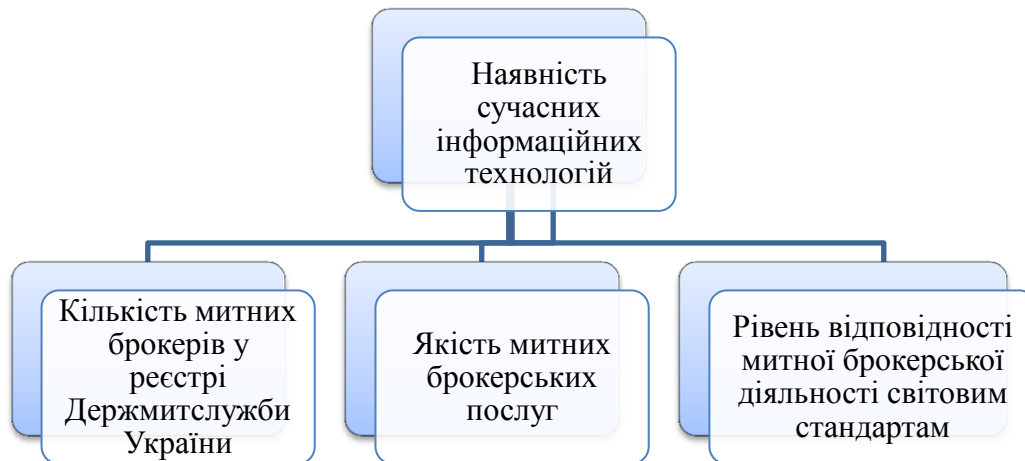 Наявність
сучасних
інформаційних
технологій
Кількість митних
брокерів у
реєстрі
Держмитслужби
України
Якість митних
брокерських
послуг
Рівень відповідності
митної брокерської
діяльності світовим
стандартам